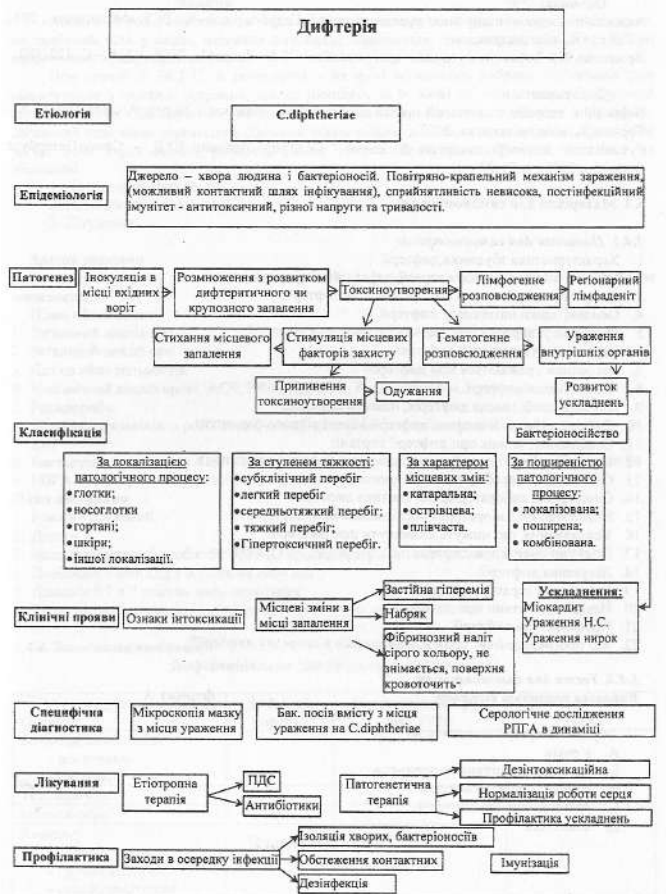 Дифтерія
Етіологія
C.diphtheriae
Епідеміологія
Джерело – хвора людина і бактеріоносій. Повітряно-крапельний механізм зараження,
(можливий контактний шлях інфікування), сприйнятливість невисока, постінфекційний
імунітет - антитоксичний, різної напруги та тривалості.
Патогенез
Інокуляція в
місці вхідних
воріт
Розмноження з розвитком
дифтеритичного чи
крупозного запалення
Токсиноутворення
Лімфогенне
розповсюдження
Регіонарний
лімфаденіт
Стихання місцевого
запалення
Стимуляція місцевих
факторів захисту
Гематогенне
розповсюдження
Ураження
внутрішніх органів
Припинення
токсиноутворення
Одужання
Розвиток
ускладнень
Класифікація
Бактеріоносійство
За локалізацією
патологічного процесу:
• глотки;
• носоглотки
• гортані;
• шкіри;
• іншої локалізації.
За ступенем тяжкості:
• субклінічний перебіг
• легкий перебіг
• середньотяжкий перебіг;
• тяжкий перебіг;
• Гіпертоксичний перебіг.
За характером
місцевих змін:
• катаральна;
• острівцева;
• плівчаста.
За поширеністю
патологічного
процесу:
• локалізована;
• поширена;
• комбінована.
Клінічні прояви
Ознаки інтоксикації
Місцеві зміни в
місці запалення
Застійна гіперемія
Набряк
Фібринозний наліт
сірого кольору, не
знімається, поверхня
кровоточить-
Ускладнення:
Міокардит
Ураження Н.С.
Ураження нирок
Специфічна
діагностика
Мікроскопія мазку
з місця ураження
Бак. посів вмісту з місця
ураження на C.diphtheriae
Серологічне дослідження
РПГА в динаміці
Лікування
Етіотропна
терапія
ПДС
Антибіотики
Патогенетична
терапія
Дезінтоксикаційна
Нормалізація роботи серця
Профілактика ускладнень
Профілактика
Заходи в осередку інфекції
Ізоляція хворих, бактеріосіїв
Обстеження контактних
Дезінфекція
Імунізація